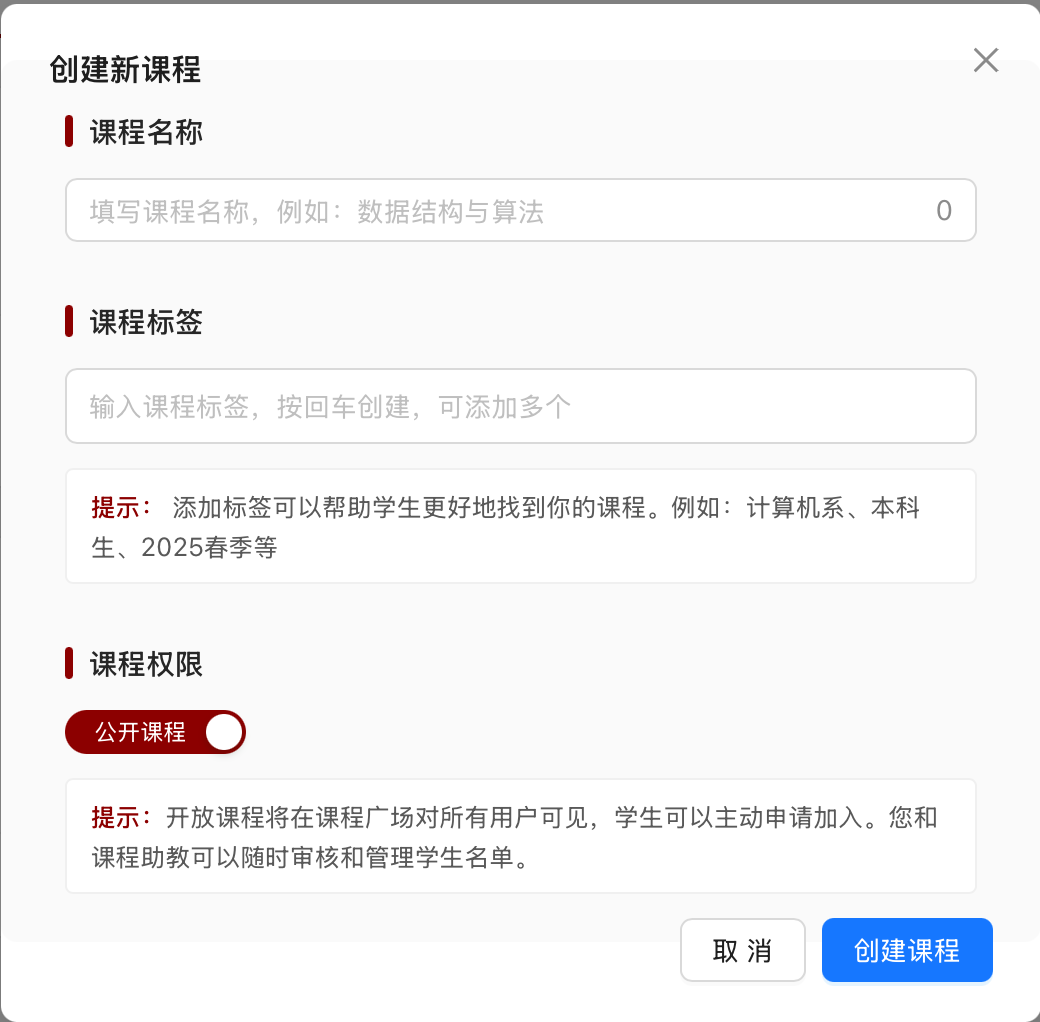 创建新课程
课程名称
填写课程名称，例如：数据结构与算法
0
课程标签
输入课程标签，按回车创建，可添加多个
提示： 添加标签可以帮助学生更好地找到你的课程。例如：计算机系、本科
生、2025春季等
课程权限
公开课程
提示：开放课程将在课程广场对所有用户可见，学生可以主动申请加入。您和
课程助教可以随时审核和管理学生名单。
取 消
创建课程